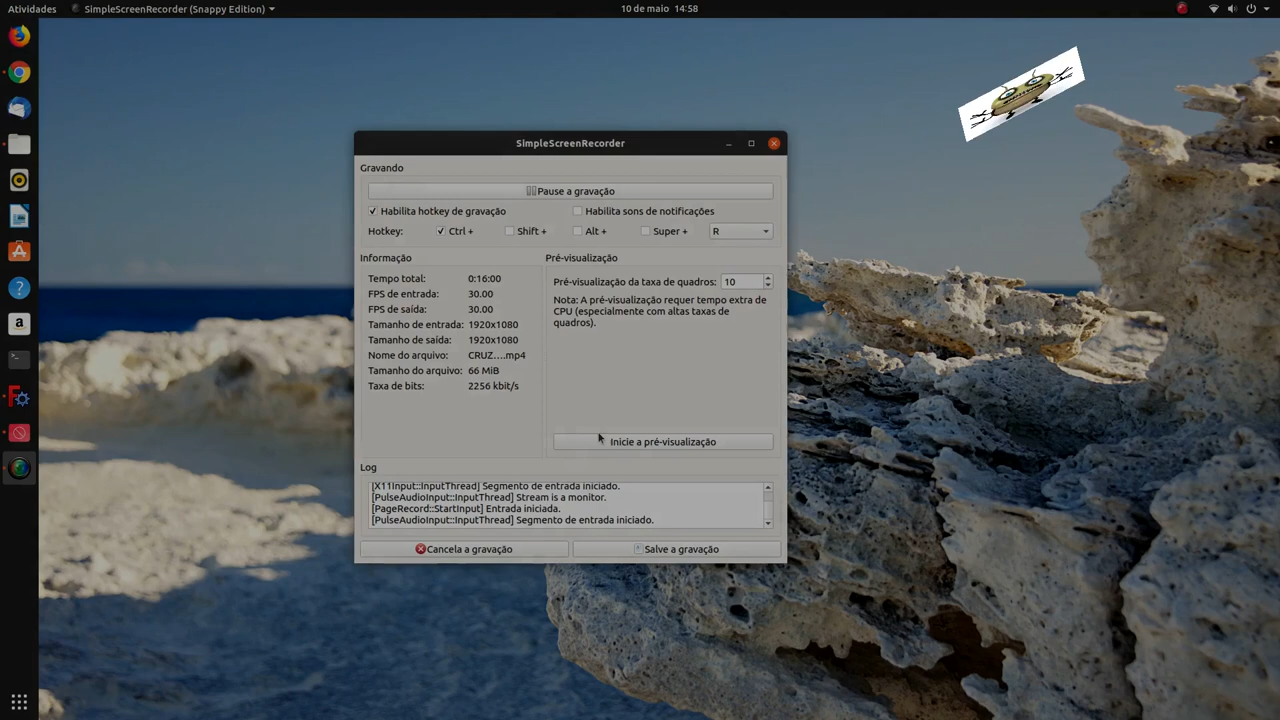 Atividades
SimpleScreenRecorder (Snappy Edition)
10 de maio 14:58
SimpleScreenRecorder
Gravando
Pause a gravação
Habilita hotkey de gravação
Habilita sons de notificações
Hotkey:
Ctrl +
Shift +
Alt +
Super +
R
Informação
Tempo total: 0:16:00
FPS de entrada: 30.00
FPS de saída: 30.00
Tamanho de entrada: 1920x1080
Tamanho de saída: 1920x1080
Nome do arquivo: CRUZ....mp4
Tamanho do arquivo: 66 MiB
Taxa de bits: 2256 kbit/s
Pré-visualização
Pré-visualização da taxa de quadros: 10
Nota: A pré-visualização requer tempo extra de
CPU (especialmente com altas taxas de
quadros).
Inicie a pré-visualização
Log
[X11Input::InputThread] Segmento de entrada iniciado.
[PulseAudioInput::InputThread] Stream is a monitor.
[PageRecord::StartInput] Entrada iniciada.
[PulseAudioInput::InputThread] Segmento de entrada iniciado.
Cancela a gravação
Salve a gravação